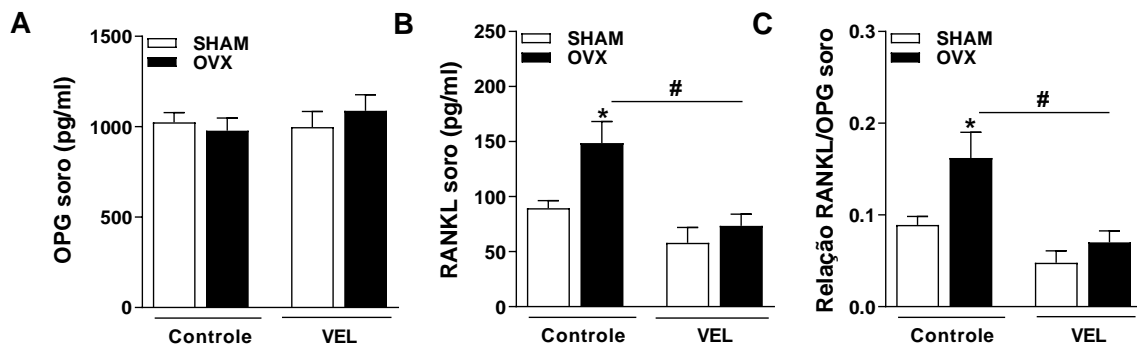 A
OPG soro (pg/ml)
1500
1000
500
0
SHAM
OVX
Controle
VEL
B
RANKL soro (pg/ml)
250
200
150
100
50
0
SHAM
OVX
*
#
Controle
VEL
C
Relação RANKL/OPG soro
0.3
0.2
0.1
0.0
SHAM
OVX
*
#
Controle
VEL